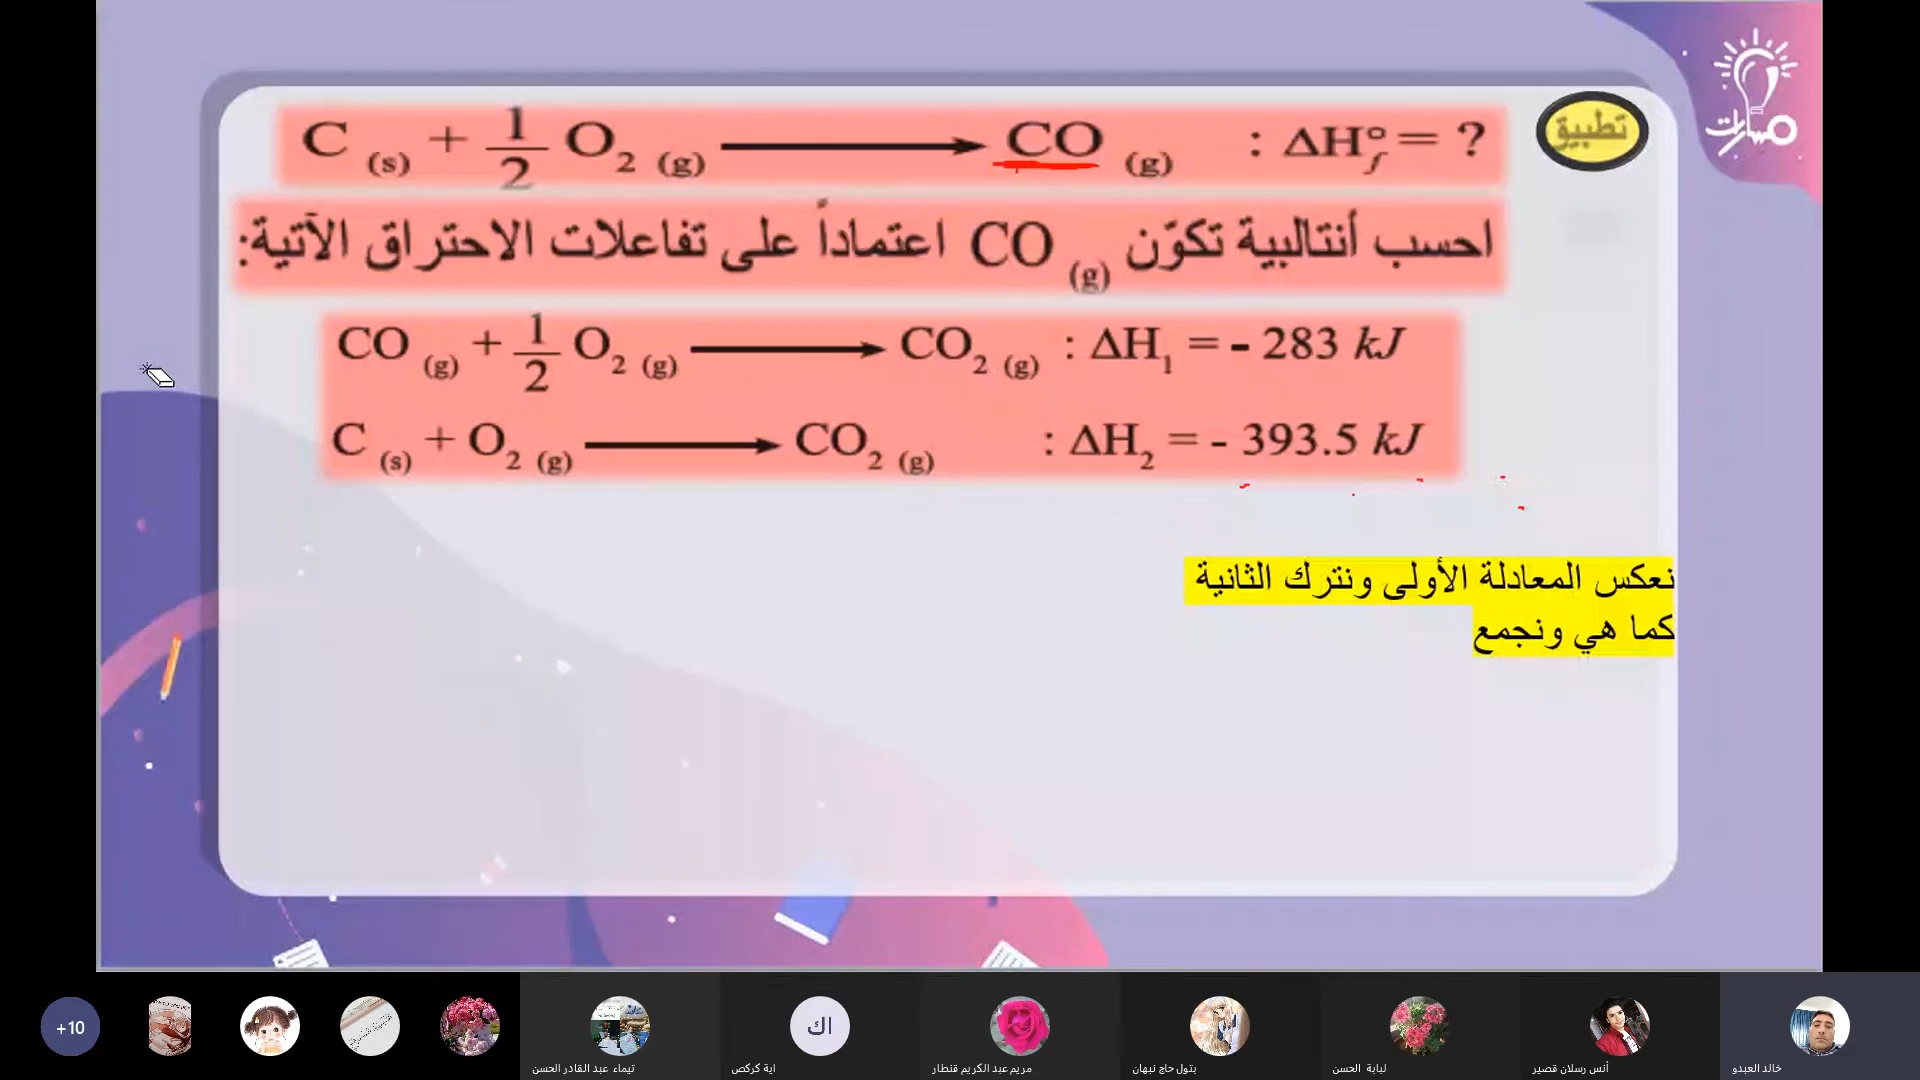 مسارات
تطبيق
C (s) + 1/2 O2 (g) ⟶ CO (g) : ΔH°f = ?
احسب أنتالبية تكوّن CO (g) اعتماداً على تفاعلات الاحتراق الآتية:
CO (g) + 1/2 O2 (g) ⟶ CO2 (g) : ΔH1 = - 283 kJ
C (s) + O2 (g) ⟶ CO2 (g) : ΔH2 = - 393.5 kJ
نعكس المعادلة الأولى ونترك الثانية
كما هي ونجمع
+10
تيماء عبد القادر الحسن
اك
اية كركص
مريم عبد الكريم قنطار
بتول حاج نبهان
لبابة الحسن
أنس رسلان قصير
خالد العبدو